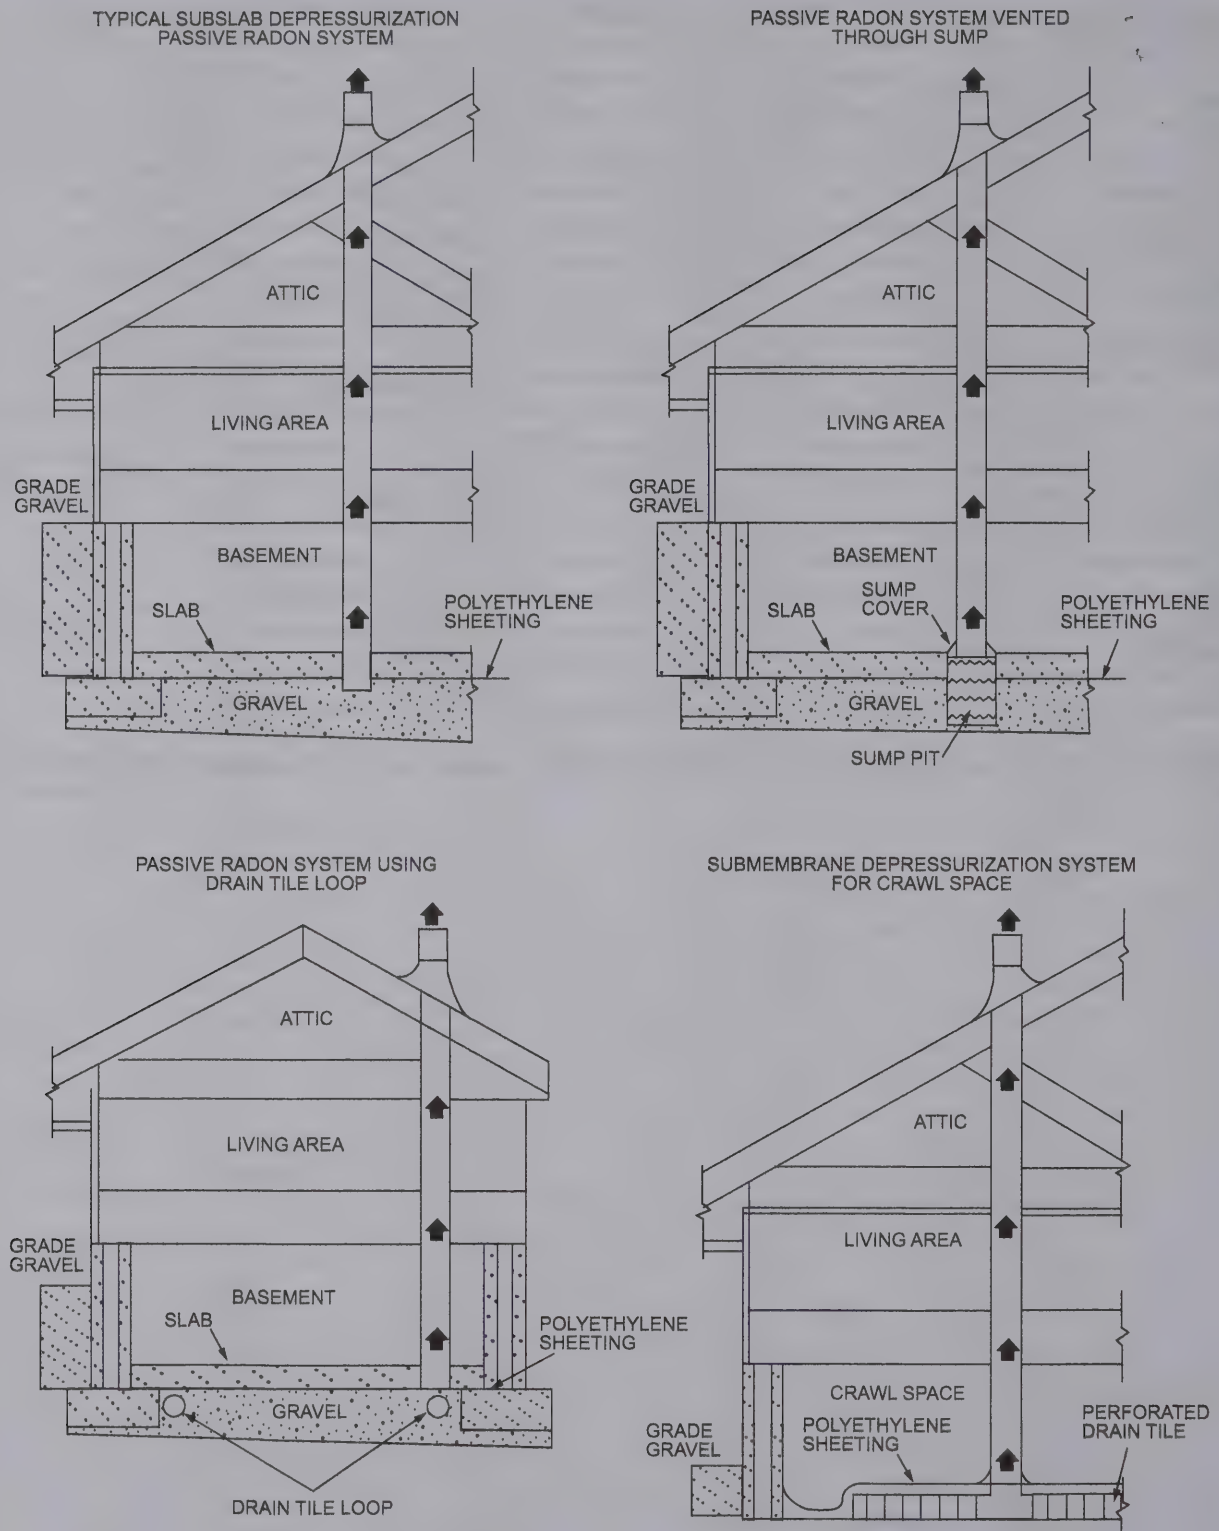 TYPICAL SUBSLAB DEPRESSURIZATION
PASSIVE RADON SYSTEM
ATTIC
LIVING AREA
GRADE
GRAVEL
BASEMENT
SLAB
POLYETHYLENE
SHEETING
GRAVEL
PASSIVE RADON SYSTEM VENTED
THROUGH SUMP
ATTIC
LIVING AREA
GRADE
GRAVEL
BASEMENT
SUMP
COVER
SLAB
POLYETHYLENE
SHEETING
GRAVEL
SUMP PIT
PASSIVE RADON SYSTEM USING
DRAIN TILE LOOP
ATTIC
LIVING AREA
GRADE
GRAVEL
BASEMENT
SLAB
POLYETHYLENE
SHEETING
GRAVEL
DRAIN TILE LOOP
SUBMEMBRANE DEPRESSURIZATION SYSTEM
FOR CRAWL SPACE
ATTIC
LIVING AREA
CRAWL SPACE
POLYETHYLENE
SHEETING
GRADE
GRAVEL
PERFORATED
DRAIN TILE